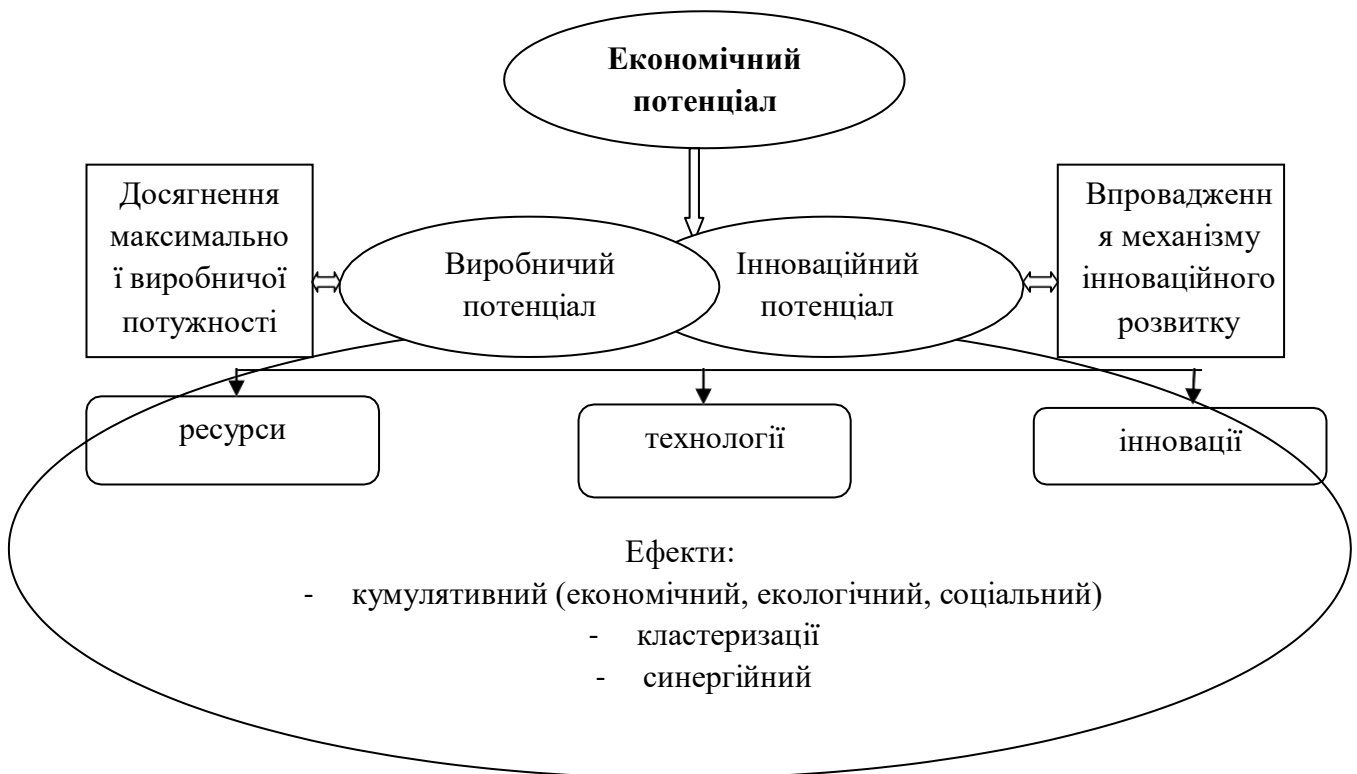 Економічний
потенціал
Досягнення
максимально
ї виробничої
потужності
Виробничий
потенціал
Інноваційний
потенціал
Впровадженн
я механізму
інноваційного
розвитку
ресурси
технології
інновації
Ефекти:
- кумулятивний (економічний, екологічний, соціальний)
- кластеризації
- синергійний